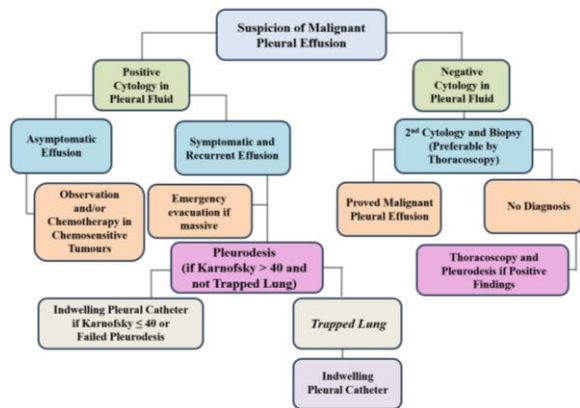 Suspicion of Malignant
Pleural Effusion
Positive
Cytology in
Pleural Fluid
Negative
Cytology in
Pleural Fluid
Asymptomatic
Effusion
Symptomatic and
Recurrent Effusion
2nd Cytology and Biopsy
(Preferable by
Thoracoscopy)
Observation
and/or
Chemotherapy in
Chemosensitive
Tumours
Emergency
evacuation if
massive
Proved Malignant
Pleural Effusion
No Diagnosis
Pleurodesis
(if Karnofsky > 40 and
not Trapped Lung)
Thoracoscopy and
Pleurodesis if Positive
Findings
Indwelling Pleural Catheter
if Karnofsky ≤ 40 or
Failed Pleurodesis
Trapped Lung
Indwelling
Pleural Catheter